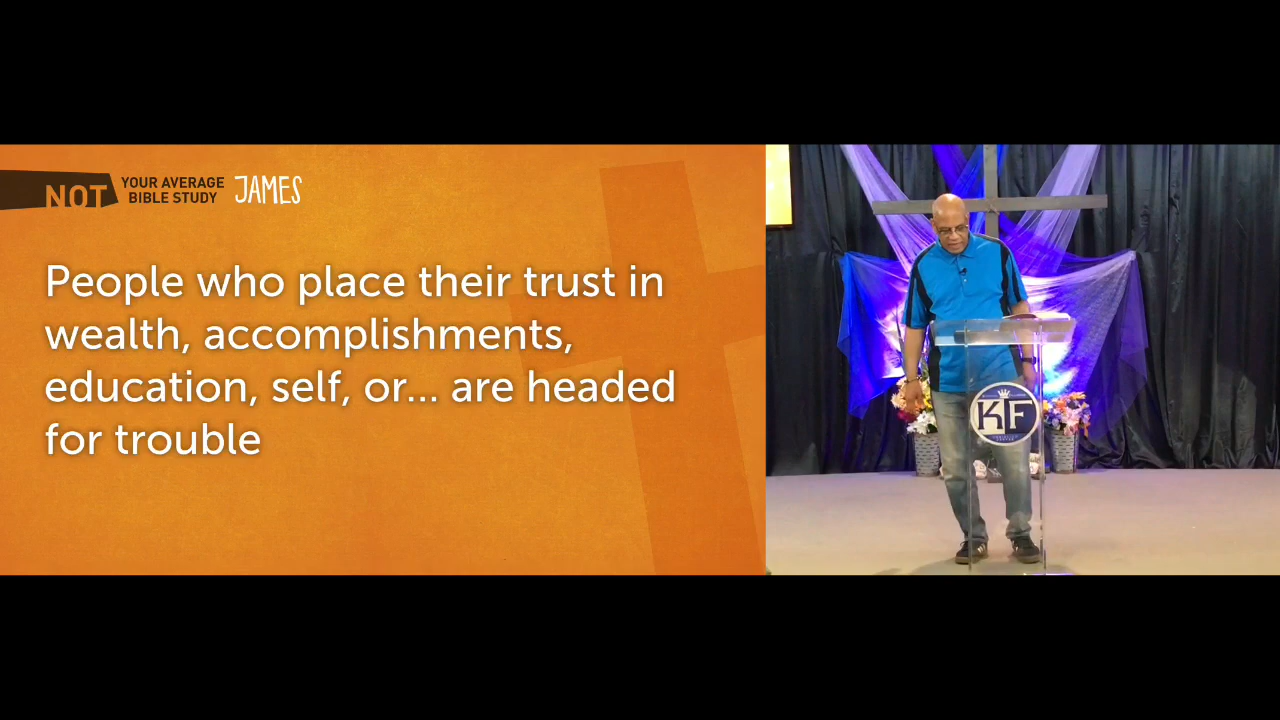 NOT
YOUR AVERAGE
BIBLE STUDY
JAMES
People who place their trust in
wealth, accomplishments,
education, self, or... are headed
for trouble
KF